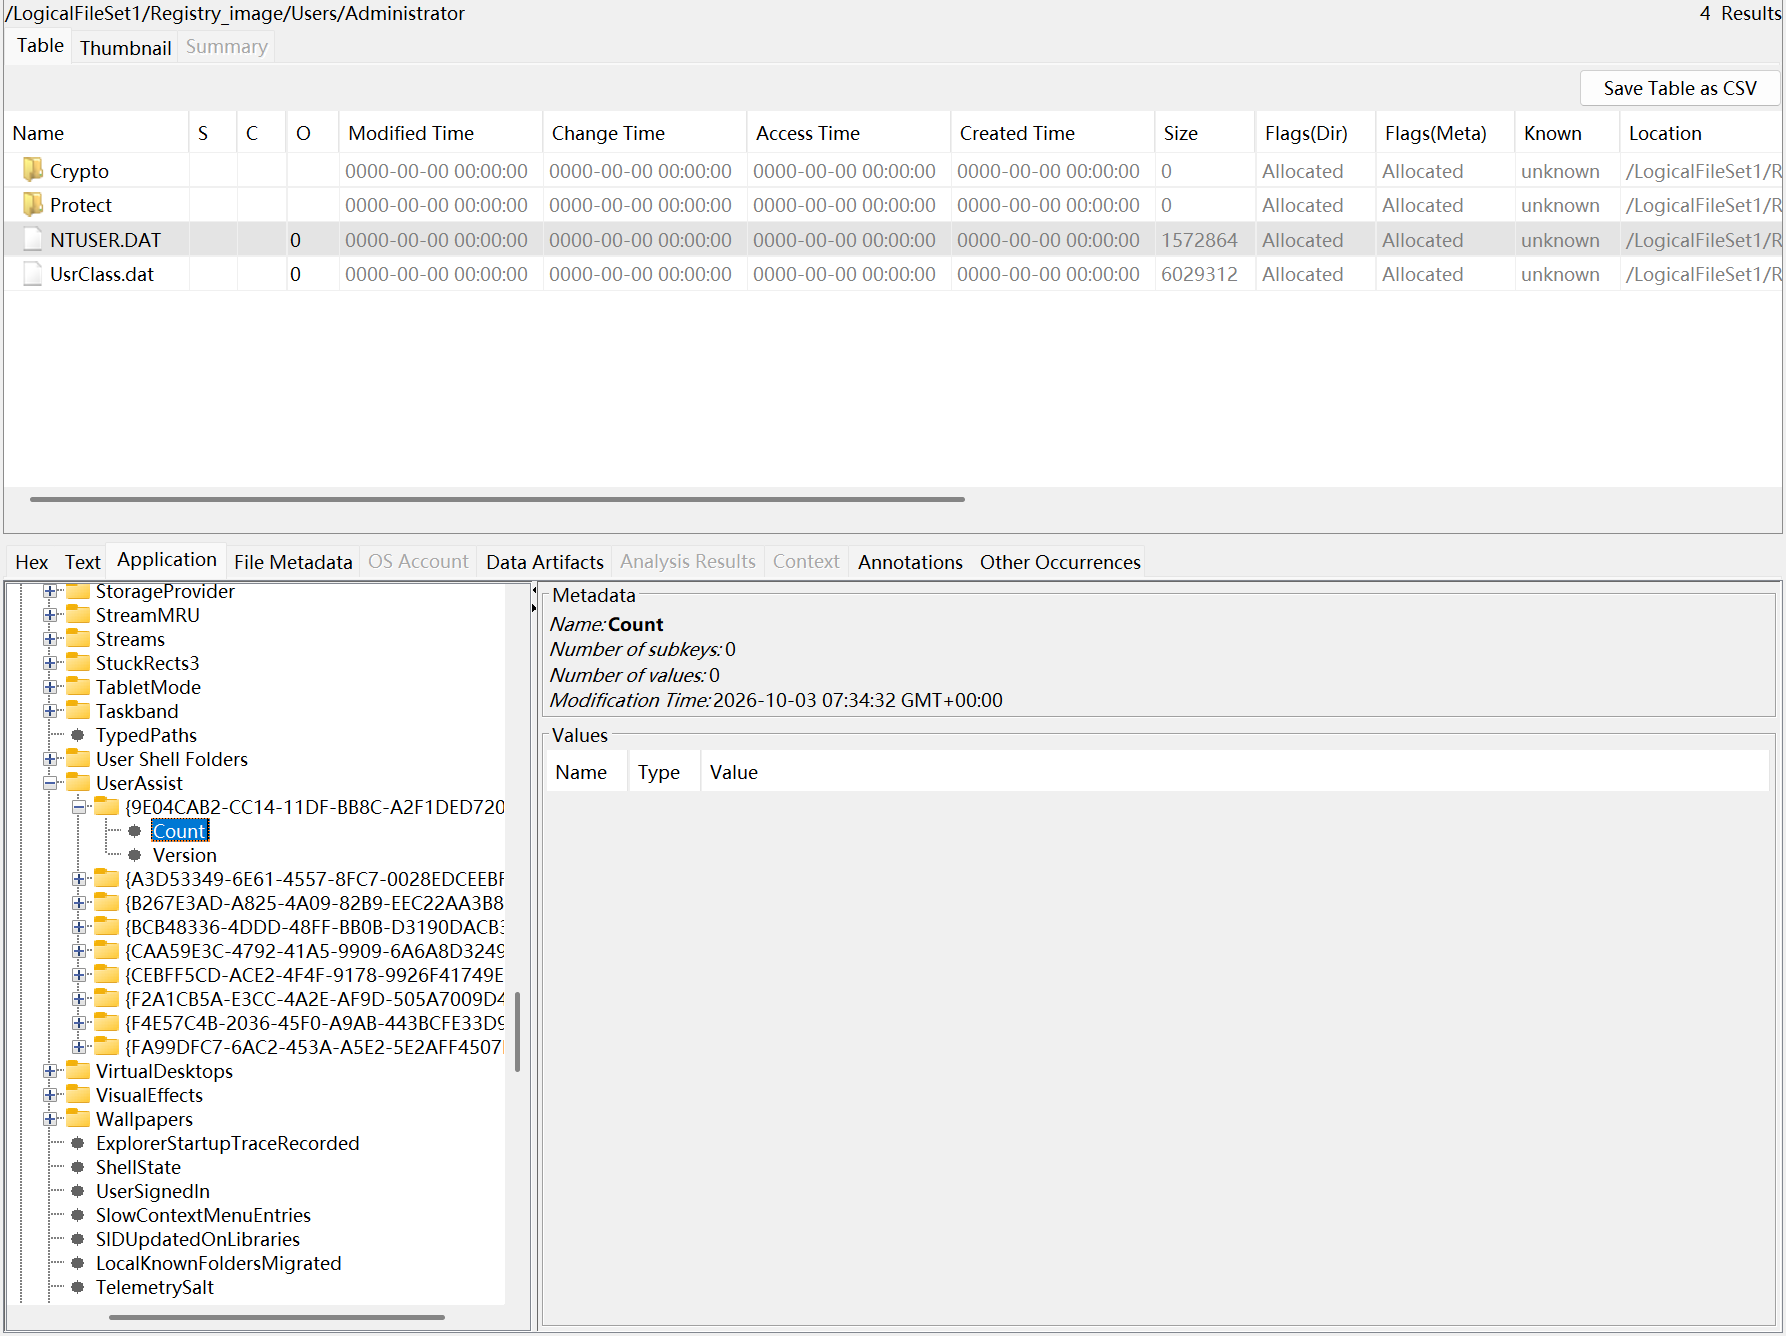 /LogicalFileSet1/Registry_image/Users/Administrator
4 Results
Table Thumbnail Summary
Save Table as CSV
Name S C O Modified Time Change Time Access Time Created Time Size Flags(Dir) Flags(Meta) Known Location
Crypto 0000-00-00 00:00:00 0000-00-00 00:00:00 0000-00-00 00:00:00 0000-00-00 00:00:00 0 Allocated Allocated unknown /LogicalFileSet1/R
Protect 0000-00-00 00:00:00 0000-00-00 00:00:00 0000-00-00 00:00:00 0000-00-00 00:00:00 0 Allocated Allocated unknown /LogicalFileSet1/R
NTUSER.DAT 0 0000-00-00 00:00:00 0000-00-00 00:00:00 0000-00-00 00:00:00 0000-00-00 00:00:00 1572864 Allocated Allocated unknown /LogicalFileSet1/R
UsrClass.dat 0 0000-00-00 00:00:00 0000-00-00 00:00:00 0000-00-00 00:00:00 0000-00-00 00:00:00 6029312 Allocated Allocated unknown /LogicalFileSet1/R
Hex Text Application File Metadata OS Account Data Artifacts Analysis Results Context Annotations Other Occurrences
StorageProvider
StreamMRU
Streams
StuckRects3
TabletMode
Taskband
TypedPaths
User Shell Folders
UserAssist
{9E04CAB2-CC14-11DF-BB8C-A2F1DED720
Count
Version
{A3D53349-6E61-4557-8FC7-0028EDCEEBF
{B267E3AD-A825-4A09-82B9-EEC22AA3B8
{BCB48336-4DDD-48FF-BB0B-D3190DACB3
{CAA59E3C-4792-41A5-9909-6A6A8D3249
{CEBFF5CD-ACE2-4F4F-9178-9926F41749E
{F2A1CB5A-E3CC-4A2E-AF9D-505A7009D4
{F4E57C4B-2036-45F0-A9AB-443BCFE33D9
{FA99DFC7-6AC2-453A-A5E2-5E2AFF4507
VirtualDesktops
VisualEffects
Wallpapers
ExplorerStartupTraceRecorded
ShellState
UserSignedIn
SlowContextMenuEntries
SIDUpdatedOnLibraries
LocalKnownFoldersMigrated
TelemetrySalt
Metadata
Name: Count
Number of subkeys: 0
Number of values: 0
Modification Time: 2026-10-03 07:34:32 GMT+00:00
Values
Name Type Value